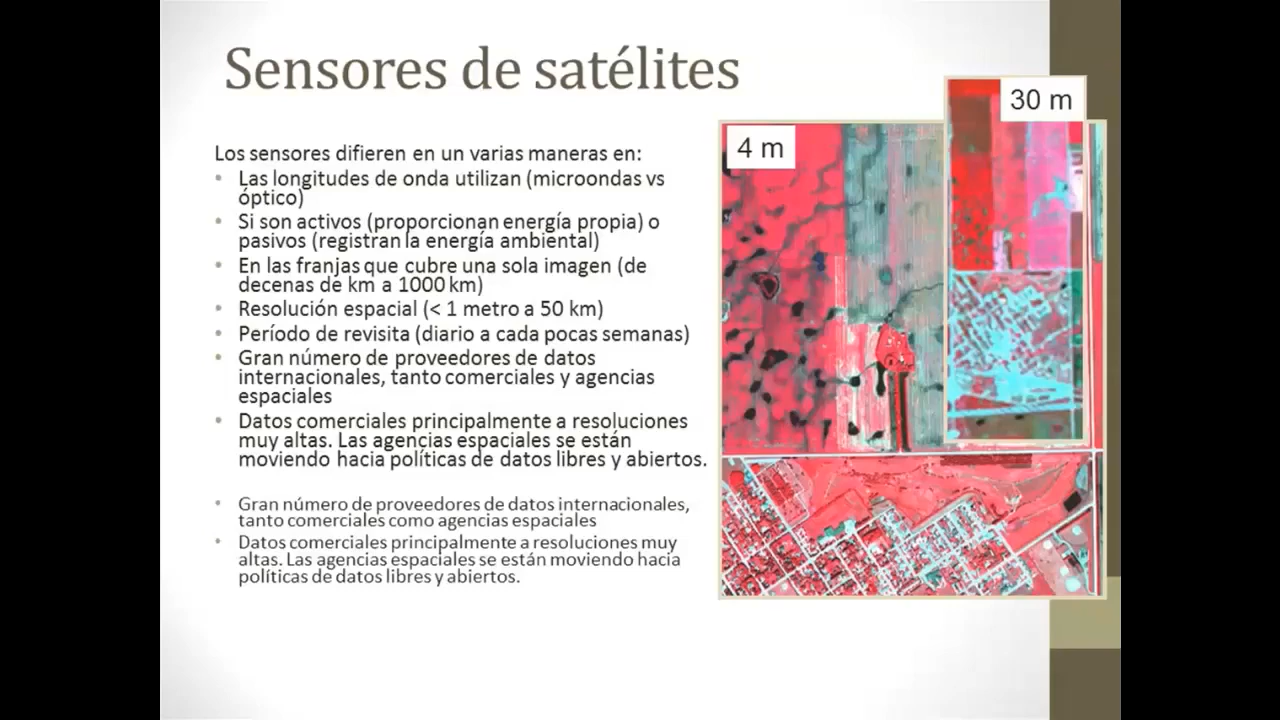 Sensores de satélites
Los sensores difieren en un varias maneras en:
• Las longitudes de onda utilizan (microondas vs
óptico)
• Si son activos (proporcionan energía propia) o
pasivos (registran la energía ambiental)
• En las franjas que cubre una sola imagen (de
decenas de km a 1000 km)
• Resolución espacial (< 1 metro a 50 km)
• Período de revisita (diario a cada pocas semanas)
• Gran número de proveedores de datos
internacionales, tanto comerciales y agencias
espaciales
• Datos comerciales principalmente a resoluciones
muy altas. Las agencias espaciales se están
moviendo hacia políticas de datos libres y abiertos.
• Gran número de proveedores de datos internacionales,
tanto comerciales como agencias espaciales
• Datos comerciales principalmente a resoluciones muy
altas. Las agencias espaciales se están moviendo hacia
políticas de datos libres y abiertos.
4 m
30 m